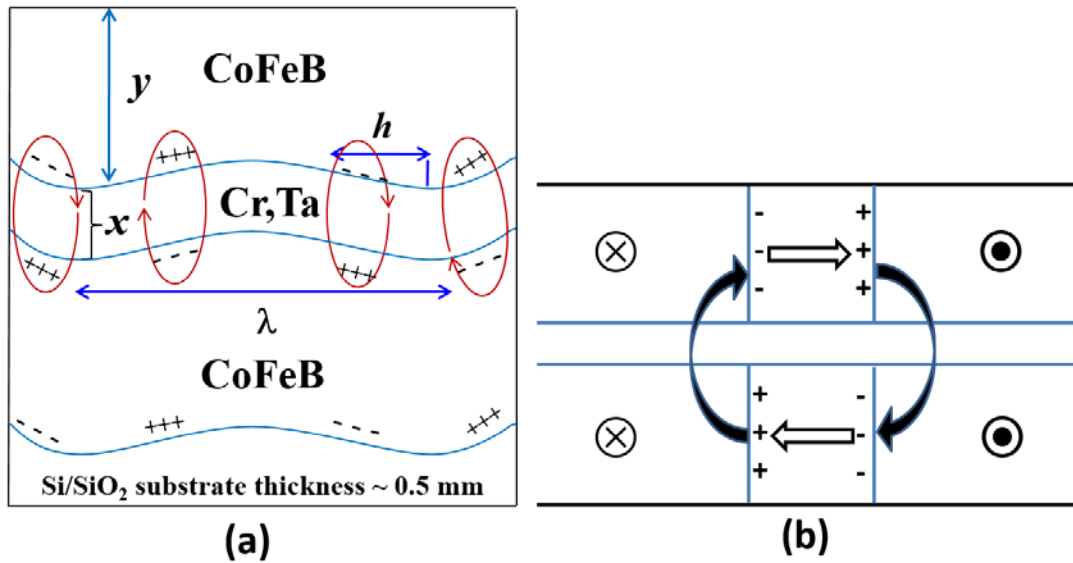 CoFeB
y
h
- - -
+++
- - -
+++
Cr,Ta
x
+++
- - -
+++
- - -
λ
CoFeB
- - -
+++
- - -
+++
Si/SiO₂ substrate thickness ~ 0.5 mm
(a)
- +
- +
- +
+ -
+ -
+ -
(b)